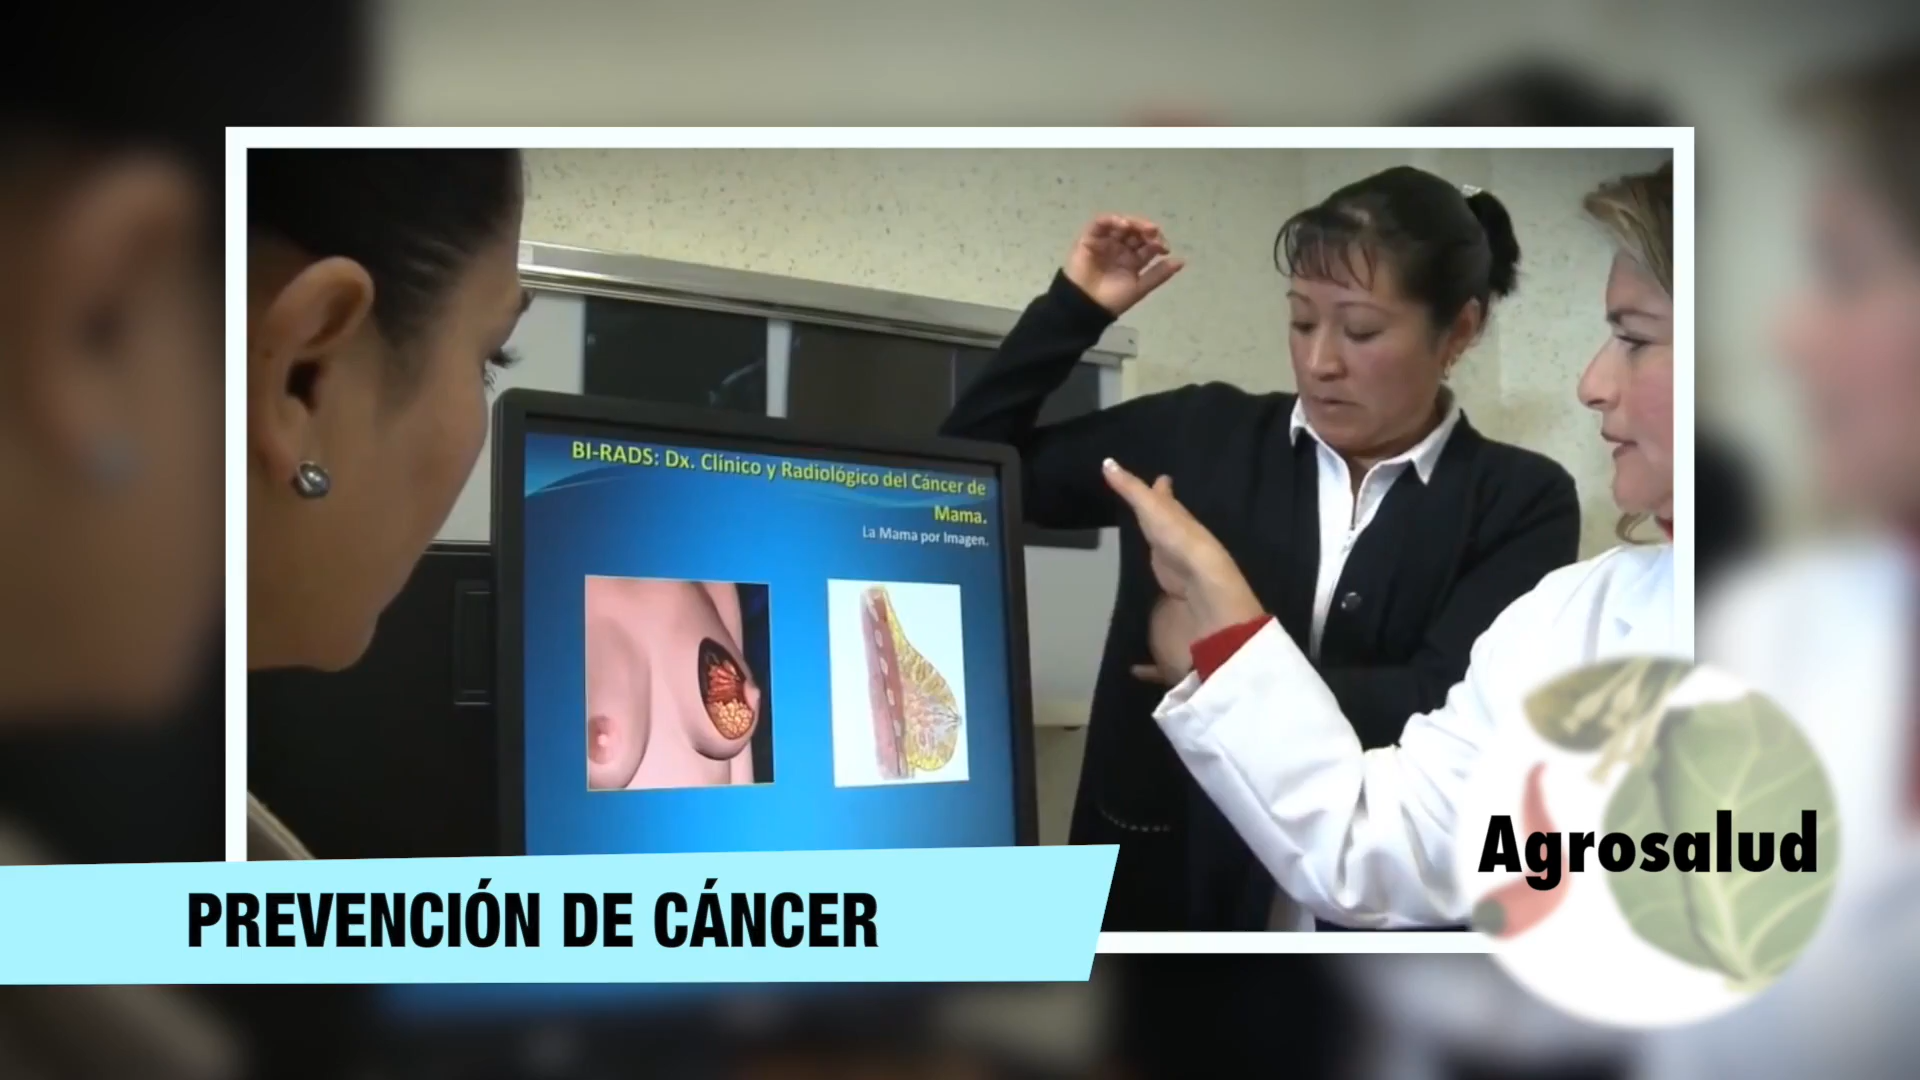 BI-RADS: Dx. Clínico y Radiológico del Cáncer de
Mama.
La Mama por Imagen.
PREVENCIÓN DE CÁNCER
Agrosalud